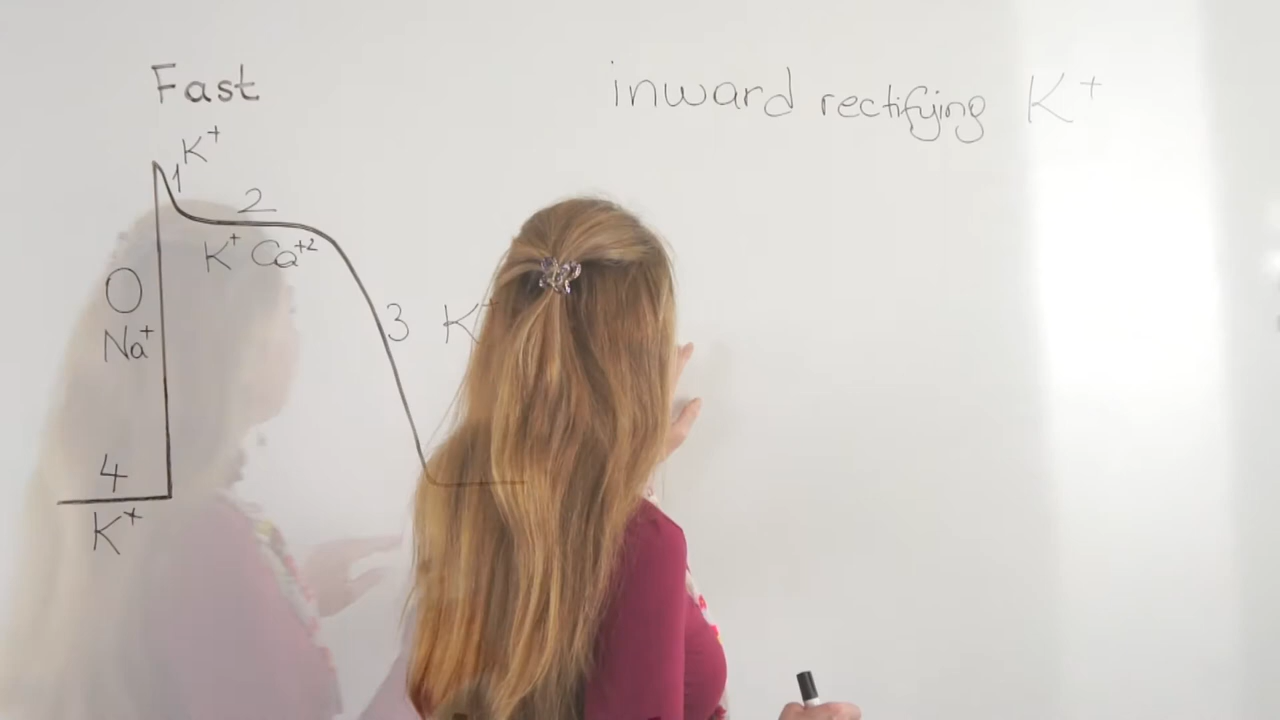 Fast
inward rectifying K+
K+
1
2
K+ Ca+2
0
Na+
3 K+
4
K+